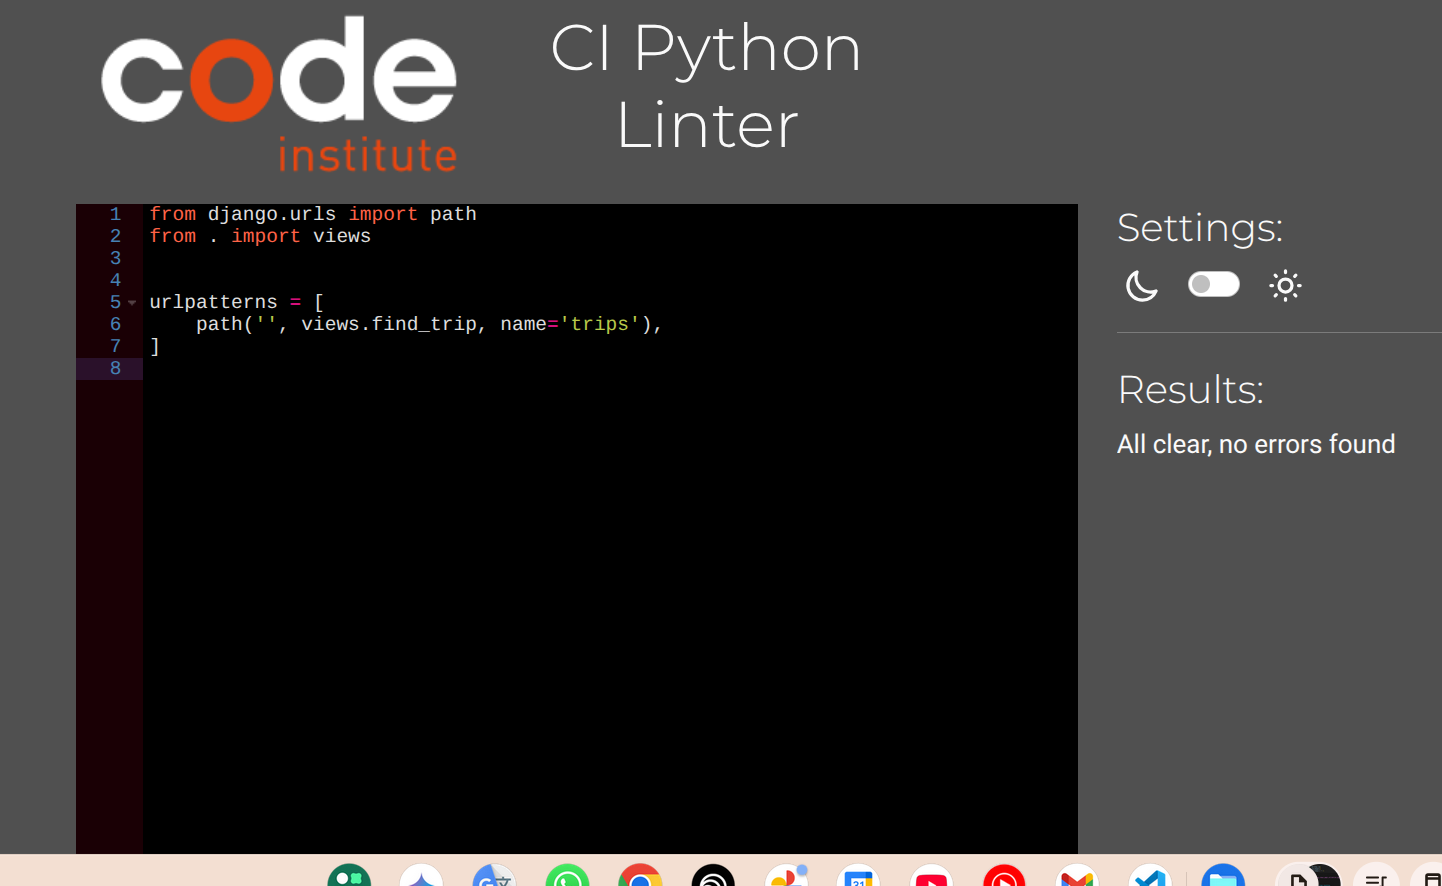 code
institute
CI Python
Linter
1 from django.urls import path
2 from . import views
3
4
5 urlpatterns = [
6     path('', views.find_trip, name='trips'),
7 ]
8
Settings:
Results:
All clear, no errors found
31